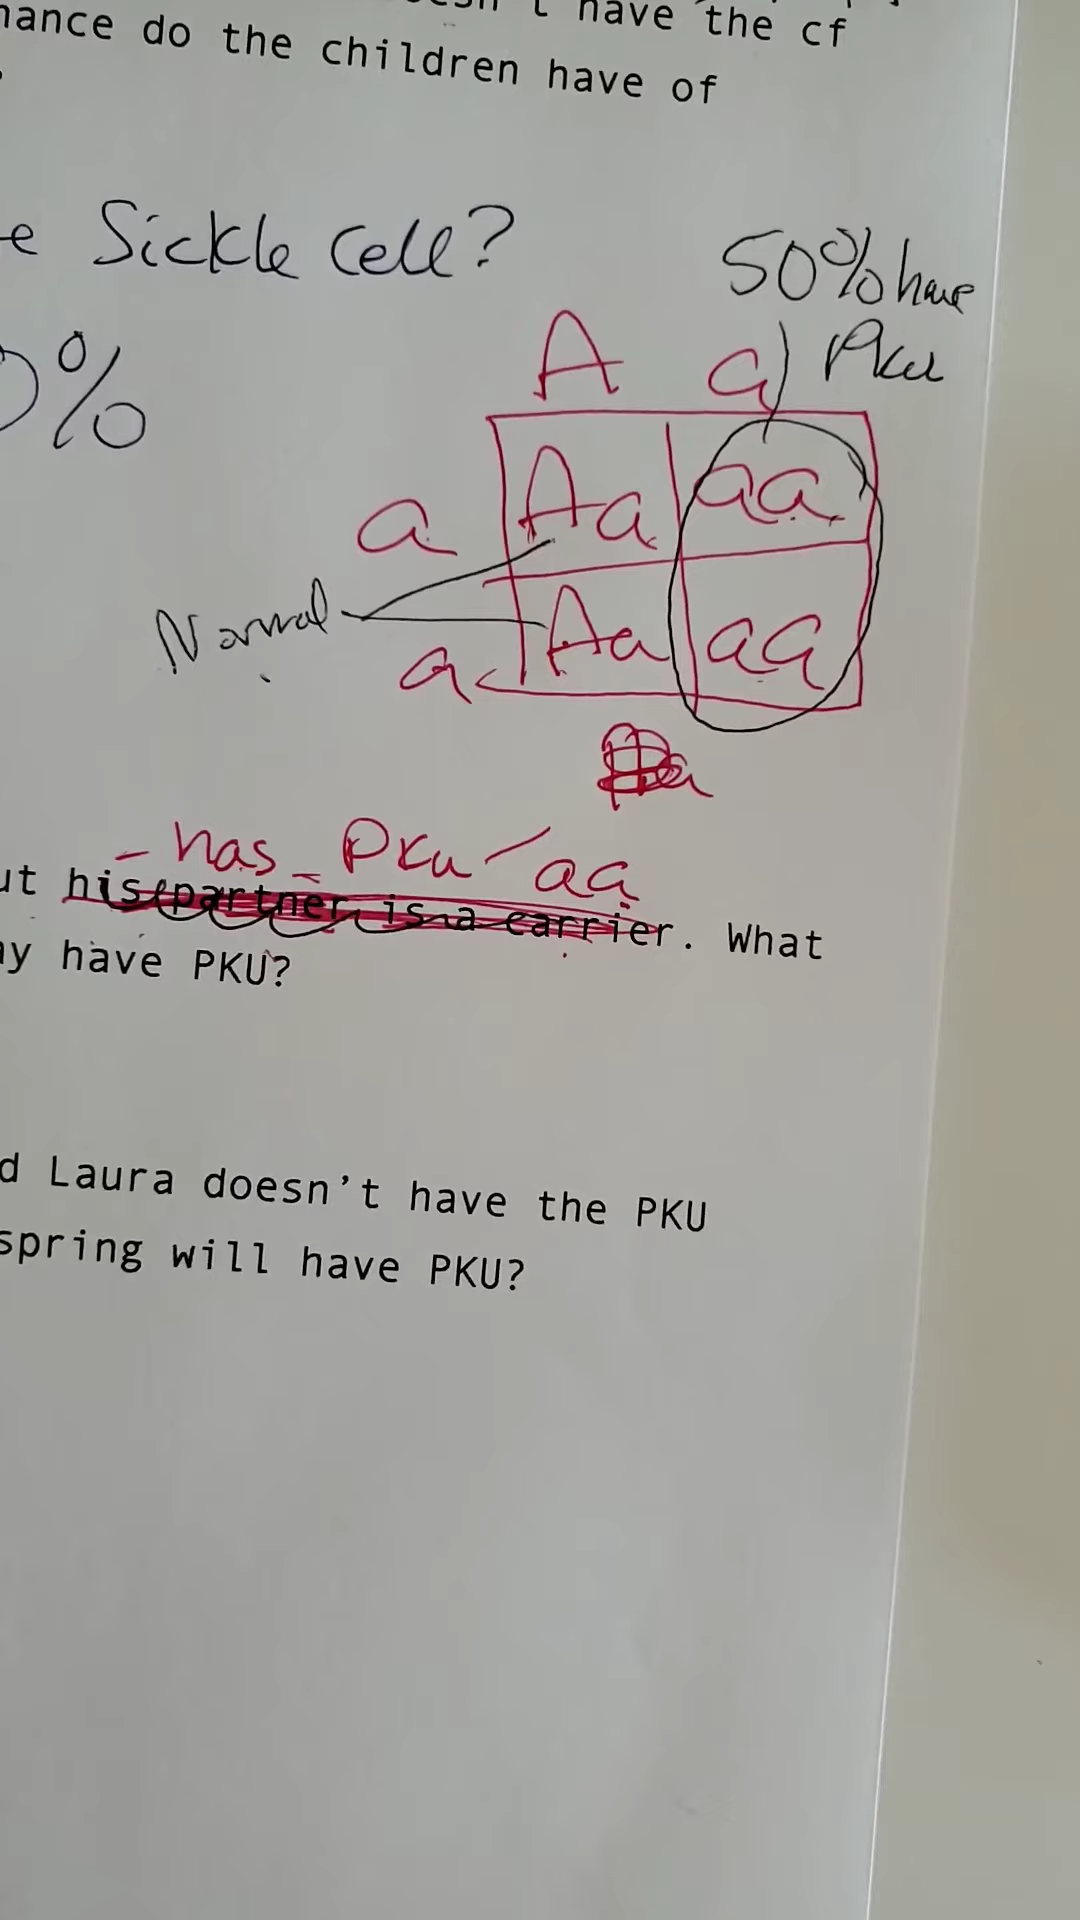 have the cf
hance do the children have of
e Sickle Cell?
0%
50% have
PKU
A a
a Aa aa
Normal
a Aa aa
- has PKU aa
ut his partner is a carrier. What
ay have PKU?
d Laura doesn't have the PKU
spring will have PKU?